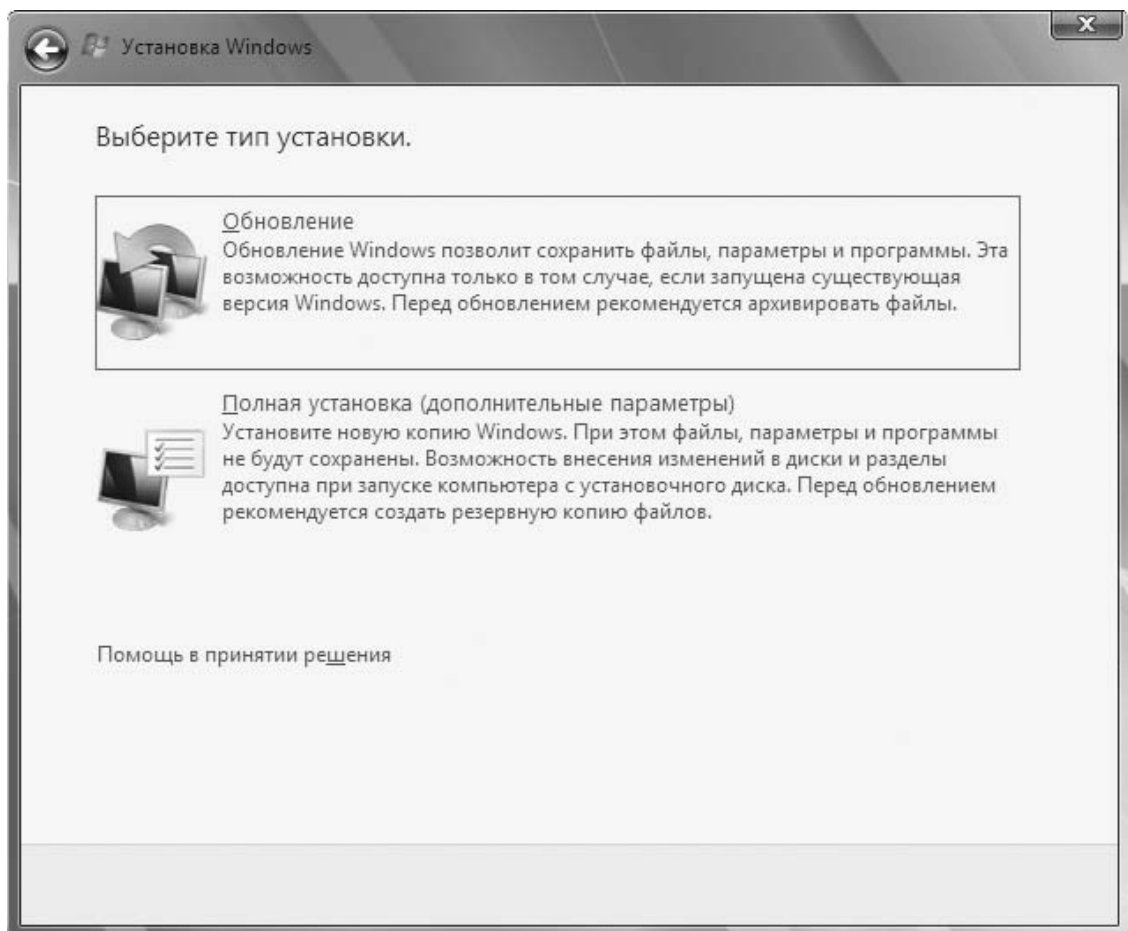 Установка Windows
Выберите тип установки.
Обновление
Обновление Windows позволит сохранить файлы, параметры и программы. Эта
возможность доступна только в том случае, если запущена существующая
версия Windows. Перед обновлением рекомендуется архивировать файлы.
Полная установка (дополнительные параметры)
Установите новую копию Windows. При этом файлы, параметры и программы
не будут сохранены. Возможность внесения изменений в диски и разделы
доступна при запуске компьютера с установочного диска. Перед обновлением
рекомендуется создать резервную копию файлов.
Помощь в принятии решения